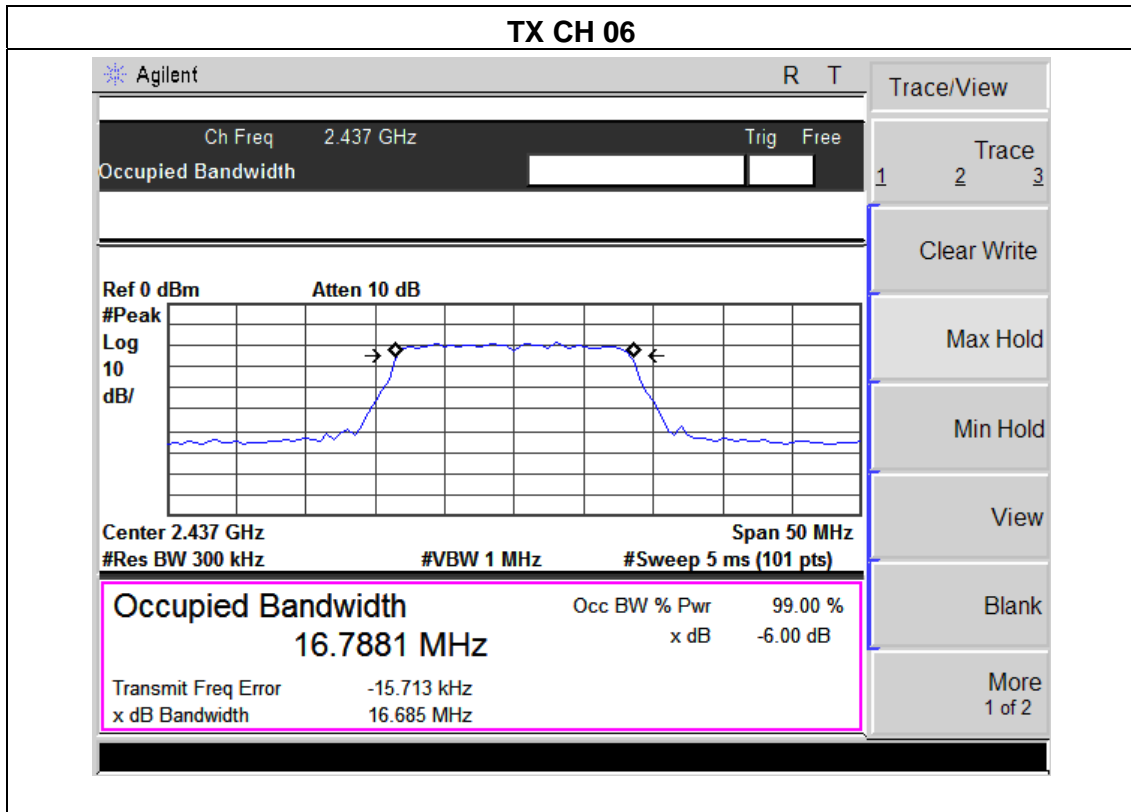 TX CH 06
Agilent R T
Trace/View
Ch Freq 2.437 GHz Trig Free
Occupied Bandwidth
Trace
1 2 3
Clear Write
Ref 0 dBm Atten 10 dB
#Peak
Log
10
dB/
Max Hold
Min Hold
View
Center 2.437 GHz Span 50 MHz
#Res BW 300 kHz #VBW 1 MHz #Sweep 5 ms (101 pts)
Occupied Bandwidth Occ BW % Pwr 99.00 %
16.7881 MHz x dB -6.00 dB
Blank
Transmit Freq Error -15.713 kHz
x dB Bandwidth 16.685 MHz
More
1 of 2